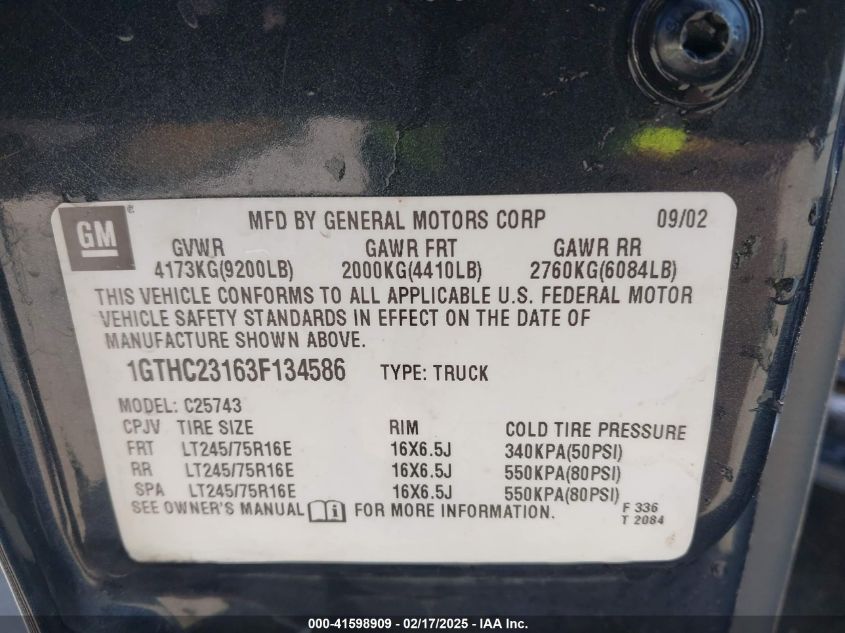 GM ®
MFD BY GENERAL MOTORS CORP 09/02
GVWR GAWR FRT GAWR RR
4173KG(9200LB) 2000KG(4410LB) 2760KG(6084LB)
THIS VEHICLE CONFORMS TO ALL APPLICABLE U.S. FEDERAL MOTOR
VEHICLE SAFETY STANDARDS IN EFFECT ON THE DATE OF
MANUFACTURE SHOWN ABOVE.
1GTHC23163F134586 TYPE: TRUCK
MODEL: C25743
CPJV TIRE SIZE RIM COLD TIRE PRESSURE
FRT LT245/75R16E 16X6.5J 340KPA(50PSI)
RR LT245/75R16E 16X6.5J 550KPA(80PSI)
SPA LT245/75R16E 16X6.5J 550KPA(80PSI)
SEE OWNER'S MANUAL i FOR MORE INFORMATION.
F 336
T 2084
000-41598909 - 02/17/2025 - IAA Inc.